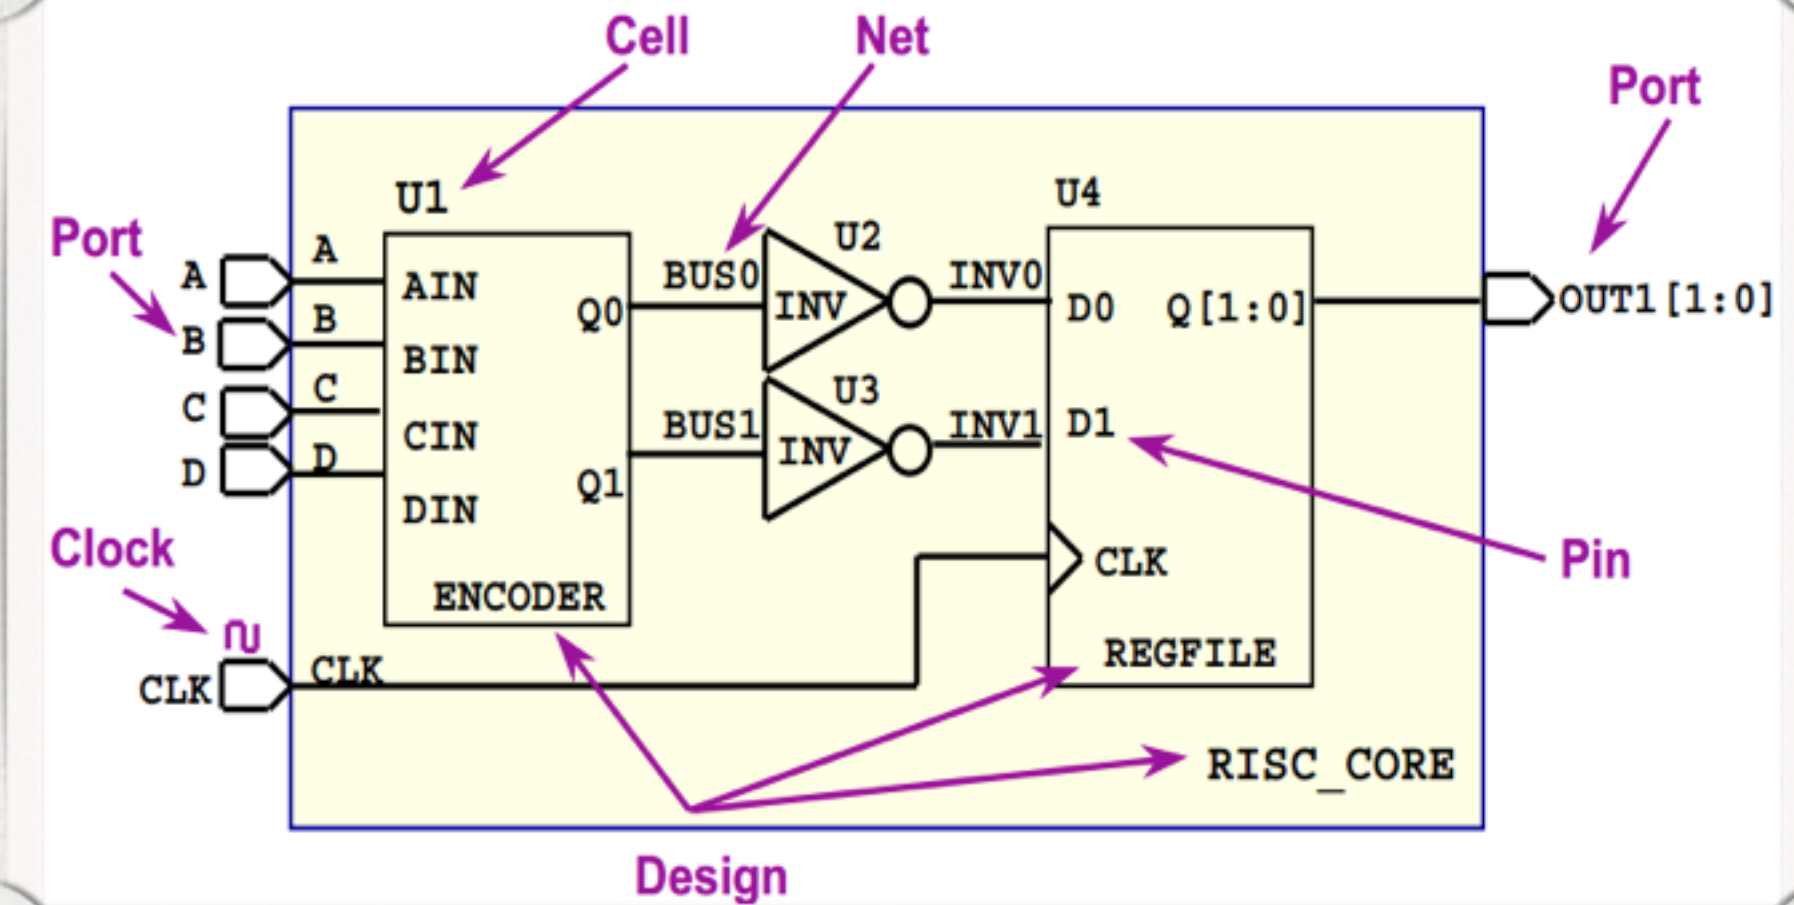 Cell
Net
Port
U1
U4
Port
A
A
AIN
Q0
BUS0
U2
INV
INV0
D0
Q[1:0]
OUT1[1:0]
B
B
BIN
C
C
CIN
U3
BUS1
INV
INV1
D1
D
D
DIN
Q1
Clock
CLK
Pin
ENCODER
REGFILE
CLK
CLK
RISC_CORE
Design